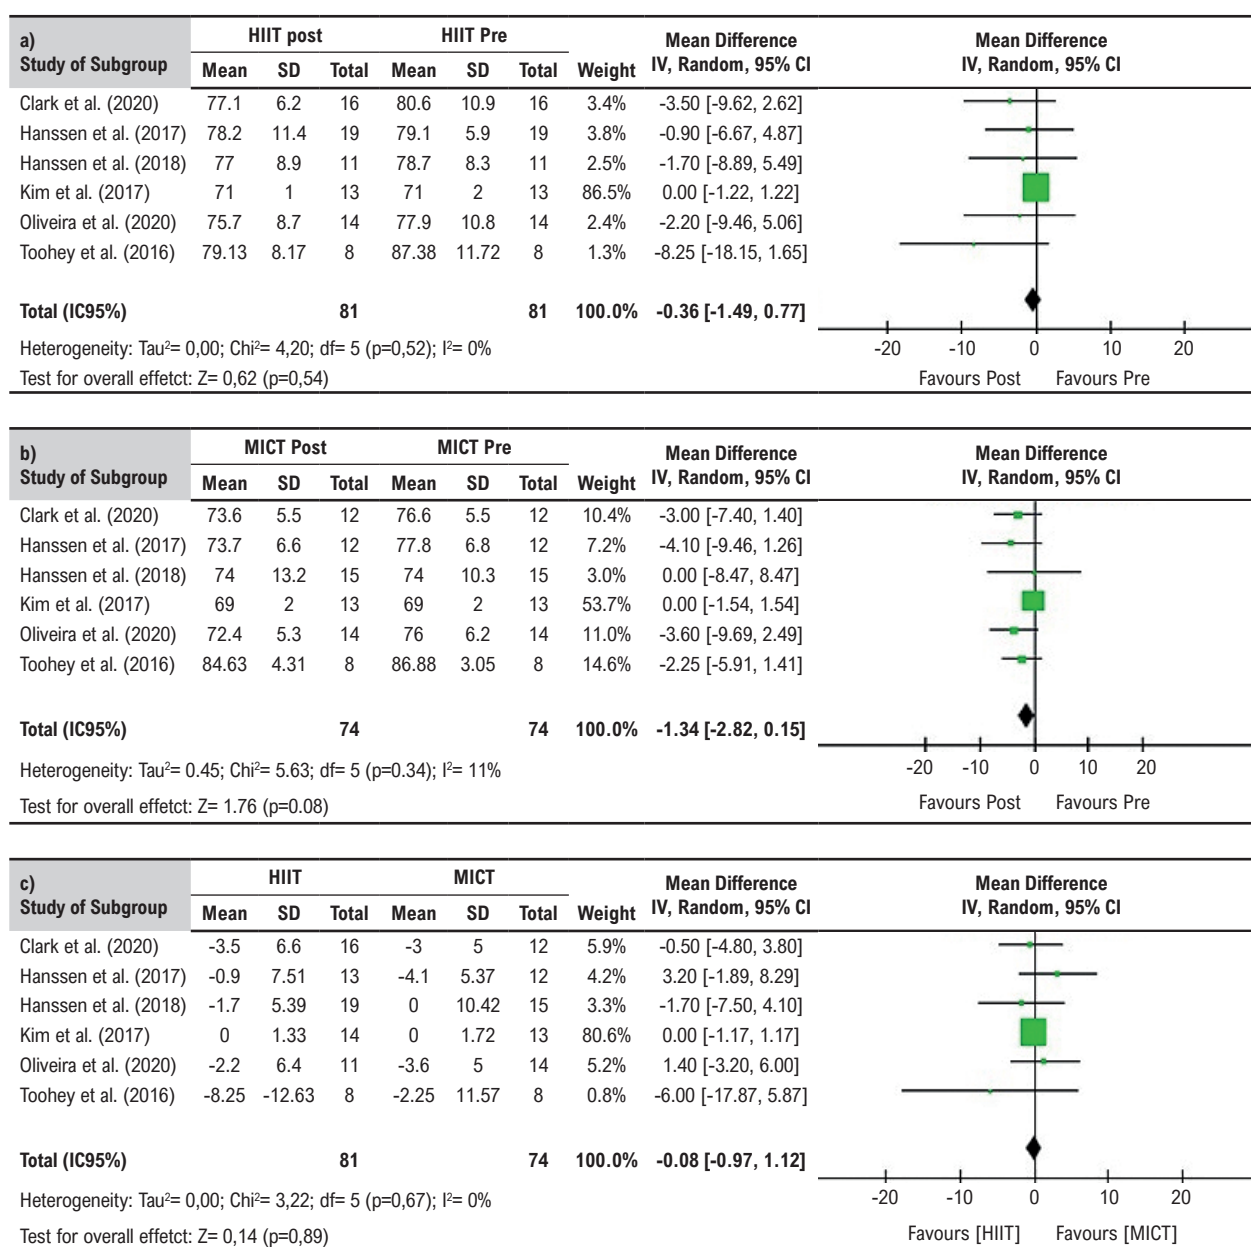 a)
Study of Subgroup
HIIT post HIIT Pre Mean Difference Mean Difference
Mean SD Total Mean SD Total Weight IV, Random, 95% CI IV, Random, 95% CI
Clark et al. (2020) 77.1 6.2 16 80.6 10.9 16 3.4% -3.50 [-9.62, 2.62]
Hanssen et al. (2017) 78.2 11.4 19 79.1 5.9 19 3.8% -0.90 [-6.67, 4.87]
Hanssen et al. (2018) 77 8.9 11 78.7 8.3 11 2.5% -1.70 [-8.89, 5.49]
Kim et al. (2017) 71 1 13 71 2 13 86.5% 0.00 [-1.22, 1.22]
Oliveira et al. (2020) 75.7 8.7 14 77.9 10.8 14 2.4% -2.20 [-9.46, 5.06]
Toohey et al. (2016) 79.13 8.17 8 87.38 11.72 8 1.3% -8.25 [-18.15, 1.65]
Total (IC95%) 81 81 100.0% -0.36 [-1.49, 0.77]
Heterogeneity: Tau²= 0,00; Chi²= 4,20; df= 5 (p=0,52); I²= 0%
Test for overall effetct: Z= 0,62 (p=0,54)
-20 -10 0 10 20
Favours Post Favours Pre
b)
Study of Subgroup
MICT Post MICT Pre Mean Difference Mean Difference
Mean SD Total Mean SD Total Weight IV, Random, 95% CI IV, Random, 95% CI
Clark et al. (2020) 73.6 5.5 12 76.6 5.5 12 10.4% -3.00 [-7.40, 1.40]
Hanssen et al. (2017) 73.7 6.6 12 77.8 6.8 12 7.2% -4.10 [-9.46, 1.26]
Hanssen et al. (2018) 74 13.2 15 74 10.3 15 3.0% 0.00 [-8.47, 8.47]
Kim et al. (2017) 69 2 13 69 2 13 53.7% 0.00 [-1.54, 1.54]
Oliveira et al. (2020) 72.4 5.3 14 76 6.2 14 11.0% -3.60 [-9.69, 2.49]
Toohey et al. (2016) 84.63 4.31 8 86.88 3.05 8 14.6% -2.25 [-5.91, 1.41]
Total (IC95%) 74 74 100.0% -1.34 [-2.82, 0.15]
Heterogeneity: Tau²= 0.45; Chi²= 5.63; df= 5 (p=0.34); I²= 11%
Test for overall effetct: Z= 1.76 (p=0.08)
-20 -10 0 10 20
Favours Post Favours Pre
c)
Study of Subgroup
HIIT MICT Mean Difference Mean Difference
Mean SD Total Mean SD Total Weight IV, Random, 95% CI IV, Random, 95% CI
Clark et al. (2020) -3.5 6.6 16 -3 5 12 5.9% -0.50 [-4.80, 3.80]
Hanssen et al. (2017) -0.9 7.51 13 -4.1 5.37 12 4.2% 3.20 [-1.89, 8.29]
Hanssen et al. (2018) -1.7 5.39 19 0 10.42 15 3.3% -1.70 [-7.50, 4.10]
Kim et al. (2017) 0 1.33 14 0 1.72 13 80.6% 0.00 [-1.17, 1.17]
Oliveira et al. (2020) -2.2 6.4 11 -3.6 5 14 5.2% 1.40 [-3.20, 6.00]
Toohey et al. (2016) -8.25 -12.63 8 -2.25 11.57 8 0.8% -6.00 [-17.87, 5.87]
Total (IC95%) 81 74 100.0% -0.08 [-0.97, 1.12]
Heterogeneity: Tau²= 0,00; Chi²= 3,22; df= 5 (p=0,67); I²= 0%
Test for overall effetct: Z= 0,14 (p=0,89)
-20 -10 0 10 20
Favours [HIIT] Favours [MICT]